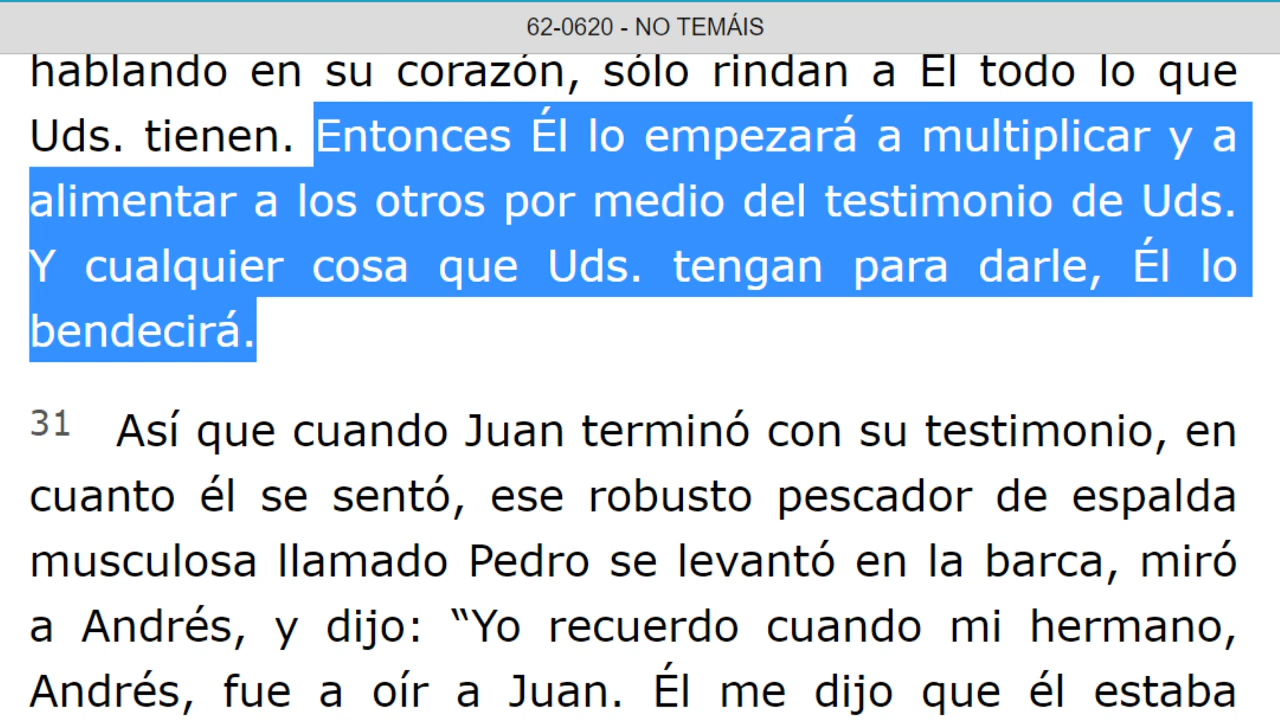 62-0620 - NO TEMÁIS
hablando en su corazón, sólo rindan a Él todo lo que
Uds. tienen. Entonces Él lo empezará a multiplicar y a
alimentar a los otros por medio del testimonio de Uds.
Y cualquier cosa que Uds. tengan para darle, Él lo
bendecirá.
31 Así que cuando Juan terminó con su testimonio, en
cuanto él se sentó, ese robusto pescador de espalda
musculosa llamado Pedro se levantó en la barca, miró
a Andrés, y dijo: “Yo recuerdo cuando mi hermano,
Andrés, fue a oír a Juan. Él me dijo que él estaba